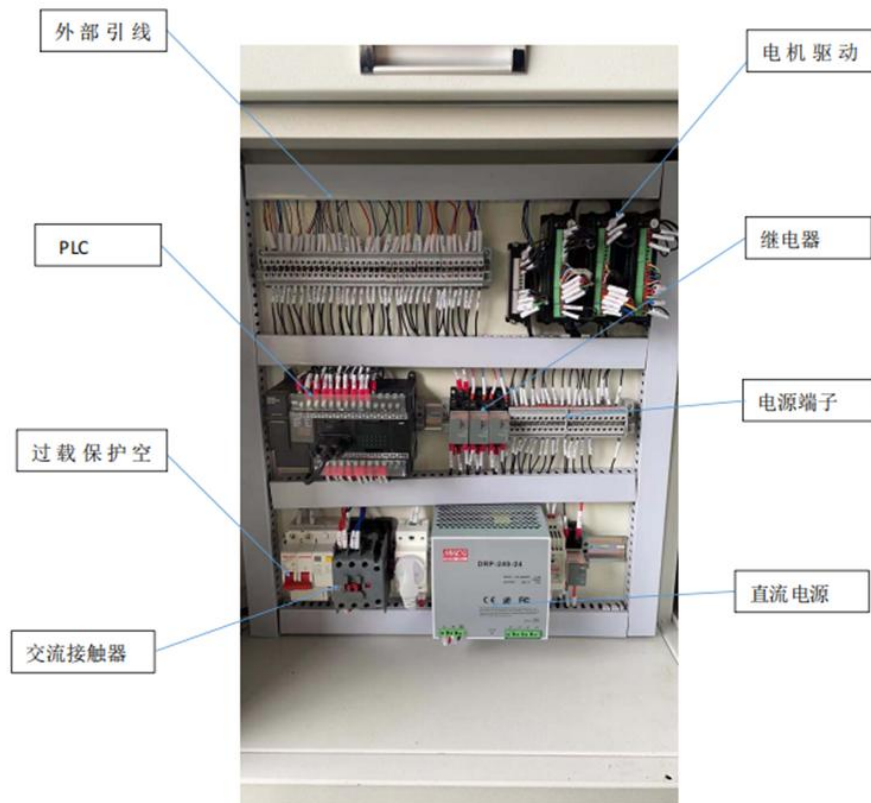 外部引线
电机驱动
PLC
继电器
过载保护空
电源端子
DRP-240-24
交流接触器
直流电源